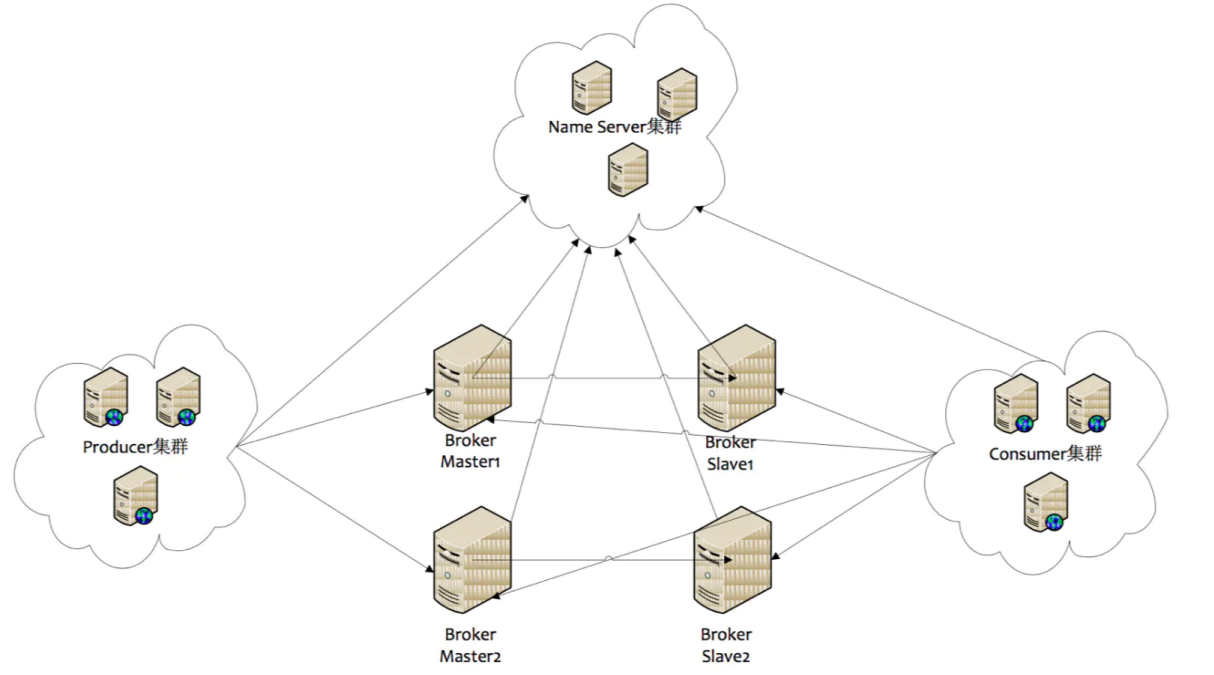 Name Server集群
Producer集群
Broker
Master1
Broker
Slave1
Consumer集群
Broker
Master2
Broker
Slave2